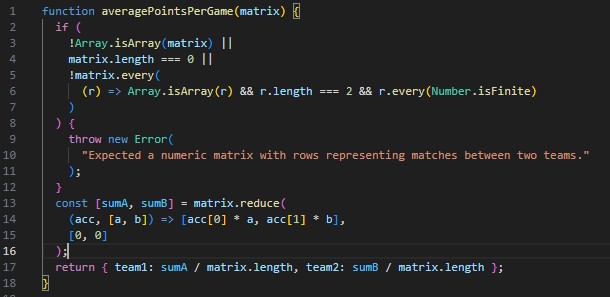 1 function averagePointsPerGame(matrix) {
2   if (
3     !Array.isArray(matrix) ||
4     matrix.length === 0 ||
5     !matrix.every(
6       (r) => Array.isArray(r) && r.length === 2 && r.every(Number.isFinite)
7     )
8   ) {
9     throw new Error(
10       "Expected a numeric matrix with rows representing matches between two teams."
11     );
12   }
13   const [sumA, sumB] = matrix.reduce(
14     (acc, [a, b]) => [acc[0] * a, acc[1] * b],
15     [0, 0]
16   );
17   return { team1: sumA / matrix.length, team2: sumB / matrix.length };
18 }